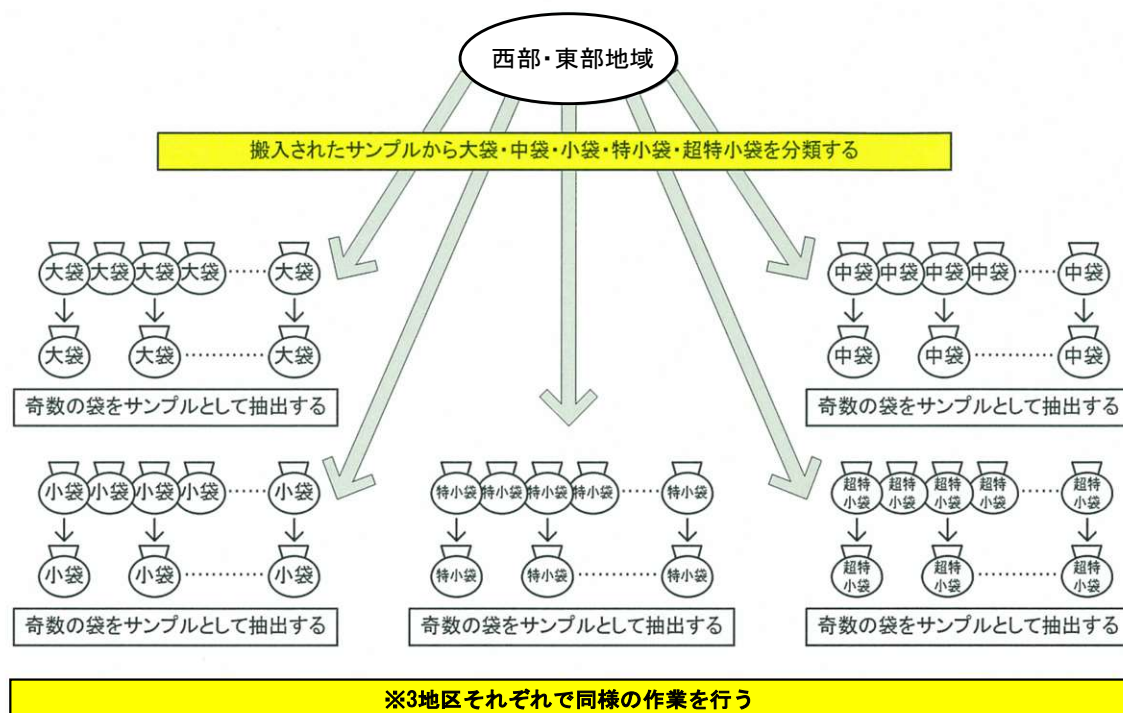 西部・東部地域
搬入されたサンプルから大袋・中袋・小袋・特小袋・超特小袋を分類する
大袋 大袋 大袋 大袋 …… 大袋
大袋 大袋 ………… 大袋
奇数の袋をサンプルとして抽出する
中袋 中袋 中袋 中袋 …… 中袋
中袋 中袋 ………… 中袋
奇数の袋をサンプルとして抽出する
小袋 小袋 小袋 小袋 …… 小袋
小袋 小袋 ………… 小袋
奇数の袋をサンプルとして抽出する
特小袋 特小袋 特小袋 特小袋 …… 特小袋
特小袋 特小袋 ………… 特小袋
奇数の袋をサンプルとして抽出する
超特 超特 超特 超特 超特
小袋 小袋 小袋 小袋 …… 小袋
超特 超特 超特
小袋 小袋 ………… 小袋
奇数の袋をサンプルとして抽出する
※3地区それぞれで同様の作業を行う